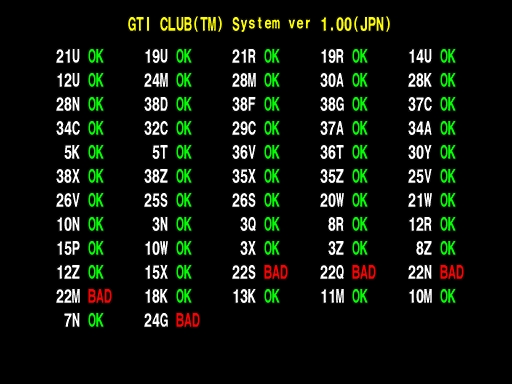 GTI CLUB(TM) System ver 1.00(JPN)
21U OK 19U OK 21R OK 19R OK 14U OK
12U OK 24M OK 28M OK 30A OK 28K OK
28N OK 38D OK 38F OK 38G OK 37C OK
34C OK 32C OK 29C OK 37A OK 34A OK
5K OK 5T OK 36V OK 36T OK 30Y OK
38X OK 38Z OK 35X OK 35Z OK 25V OK
26V OK 25S OK 26S OK 20W OK 21W OK
10N OK 3N OK 3Q OK 8R OK 12R OK
15P OK 10W OK 3X OK 3Z OK 8Z OK
12Z OK 15X OK 22S BAD 22Q BAD 22N BAD
22M BAD 18K OK 13K OK 11M OK 10M OK
7N OK 24G BAD